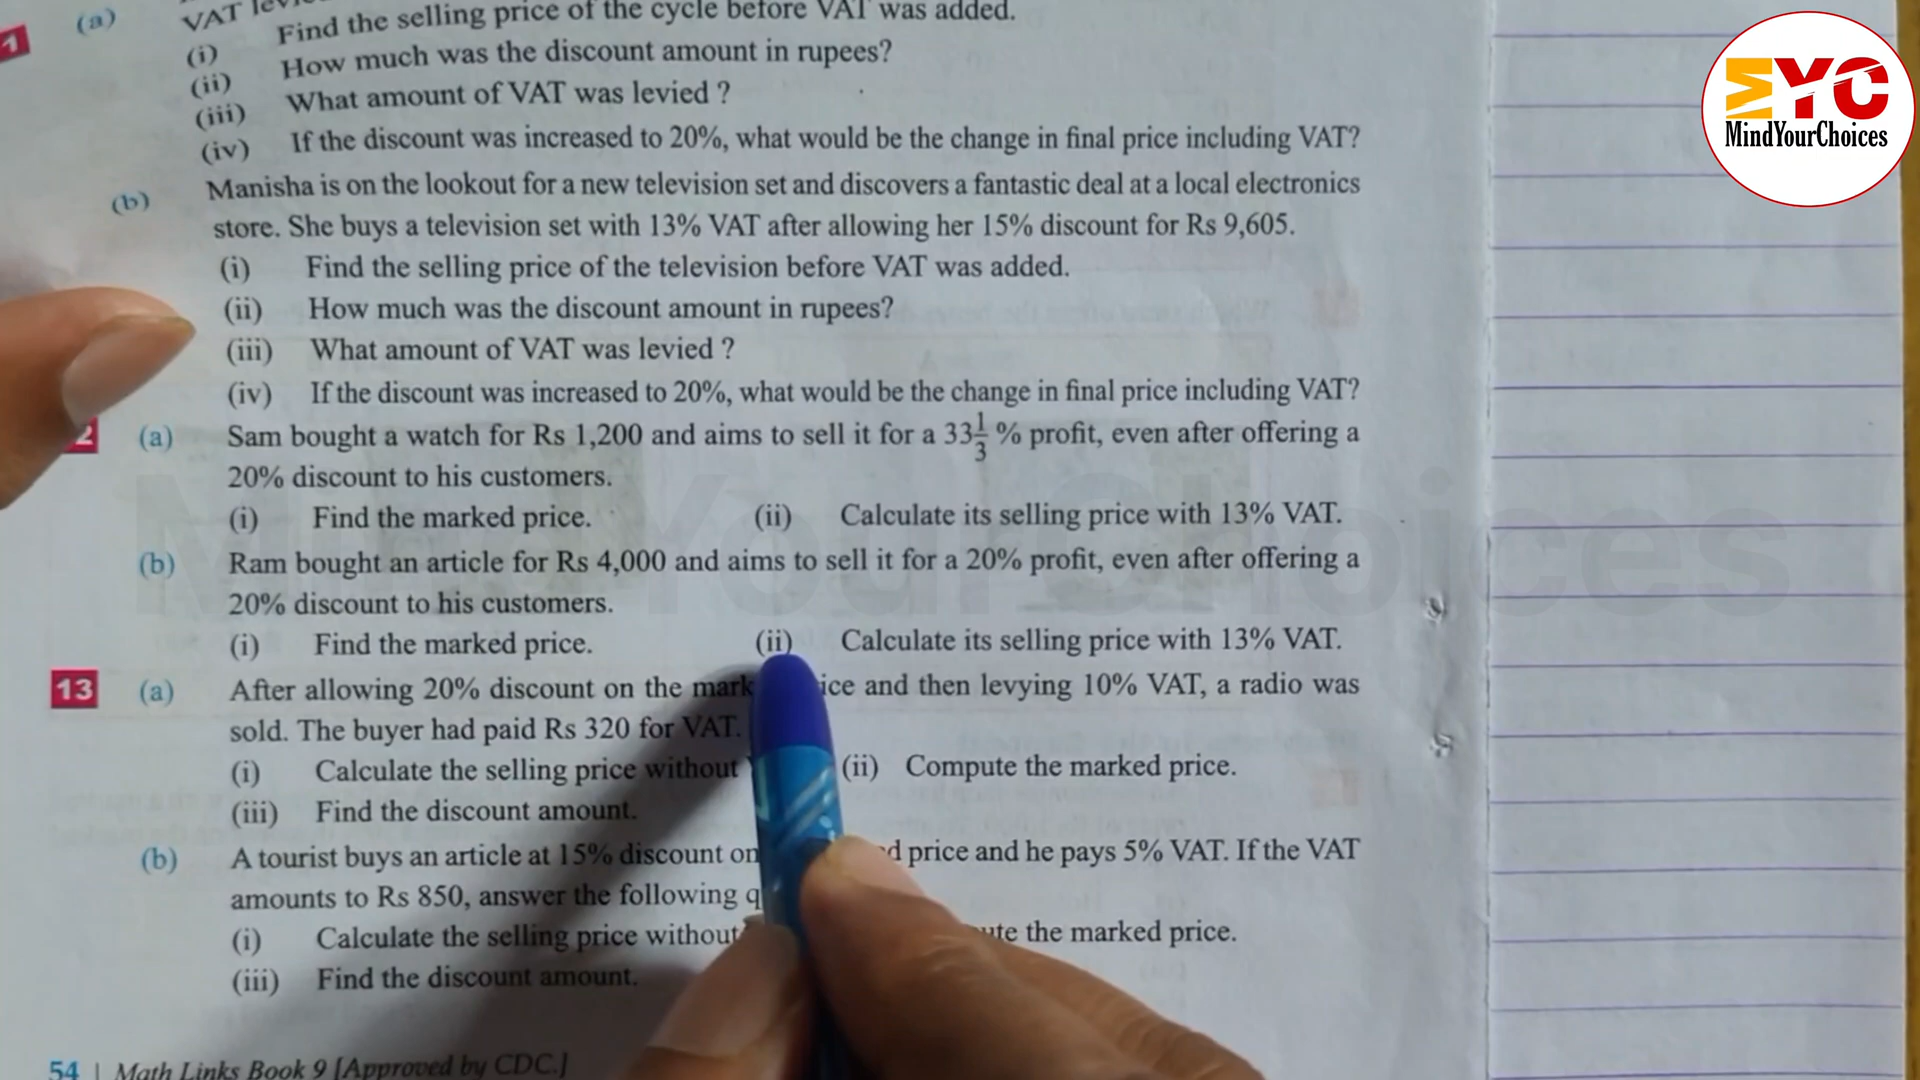 1 (a) VAT
(i) Find the selling price of the cycle before VAT was added.
(ii) How much was the discount amount in rupees?
(iii) What amount of VAT was levied ?
(iv) If the discount was increased to 20%, what would be the change in final price including VAT?
(b) Manisha is on the lookout for a new television set and discovers a fantastic deal at a local electronics
store. She buys a television set with 13% VAT after allowing her 15% discount for Rs 9,605.
(i) Find the selling price of the television before VAT was added.
(ii) How much was the discount amount in rupees?
(iii) What amount of VAT was levied ?
(iv) If the discount was increased to 20%, what would be the change in final price including VAT?
2 (a) Sam bought a watch for Rs 1,200 and aims to sell it for a 33 1/3 % profit, even after offering a
20% discount to his customers.
(i) Find the marked price. (ii) Calculate its selling price with 13% VAT.
(b) Ram bought an article for Rs 4,000 and aims to sell it for a 20% profit, even after offering a
20% discount to his customers.
(i) Find the marked price. (ii) Calculate its selling price with 13% VAT.
13 (a) After allowing 20% discount on the mark ice and then levying 10% VAT, a radio was
sold. The buyer had paid Rs 320 for VAT.
(i) Calculate the selling price without (ii) Compute the marked price.
(iii) Find the discount amount.
(b) A tourist buys an article at 15% discount on d price and he pays 5% VAT. If the VAT
amounts to Rs 850, answer the following q
(i) Calculate the selling price without ute the marked price.
(iii) Find the discount amount.
54 | Math Links Book 9 [Approved by CDC.]
MYC
MindYourChoices
MindYourChoices